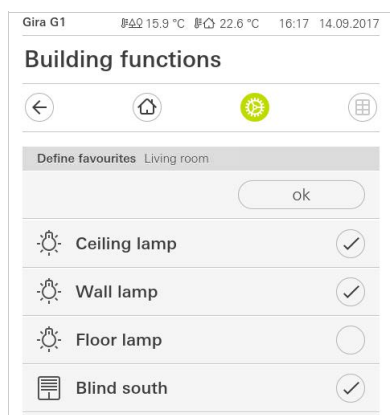 Gira G1 15.9 °C 22.6 °C 16:17 14.09.2017
Building functions
Define favourites Living room
ok
Ceiling lamp
Wall lamp
Floor lamp
Blind south